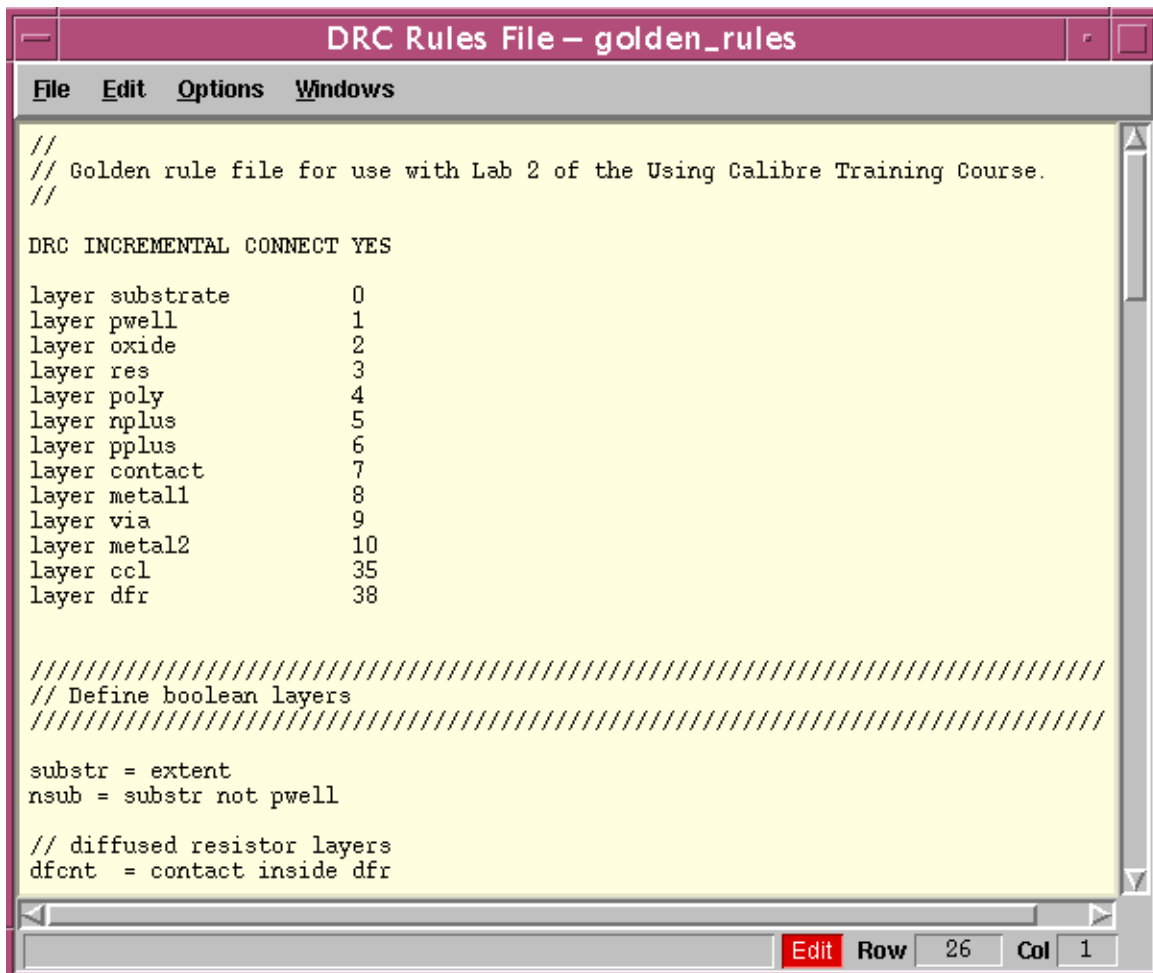 DRC Rules File – golden_rules
File Edit Options Windows
//
// Golden rule file for use with Lab 2 of the Using Calibre Training Course.
//
DRC INCREMENTAL CONNECT YES
layer substrate 0
layer pwell 1
layer oxide 2
layer res 3
layer poly 4
layer nplus 5
layer pplus 6
layer contact 7
layer metal1 8
layer via 9
layer metal2 10
layer ccl 35
layer dfr 38
////////////////////////////////////////////////////////////////////////////////
// Define boolean layers
////////////////////////////////////////////////////////////////////////////////
substr = extent
nsub = substr not pwell
// diffused resistor layers
dfcnt = contact inside dfr
Edit Row 26 Col 1